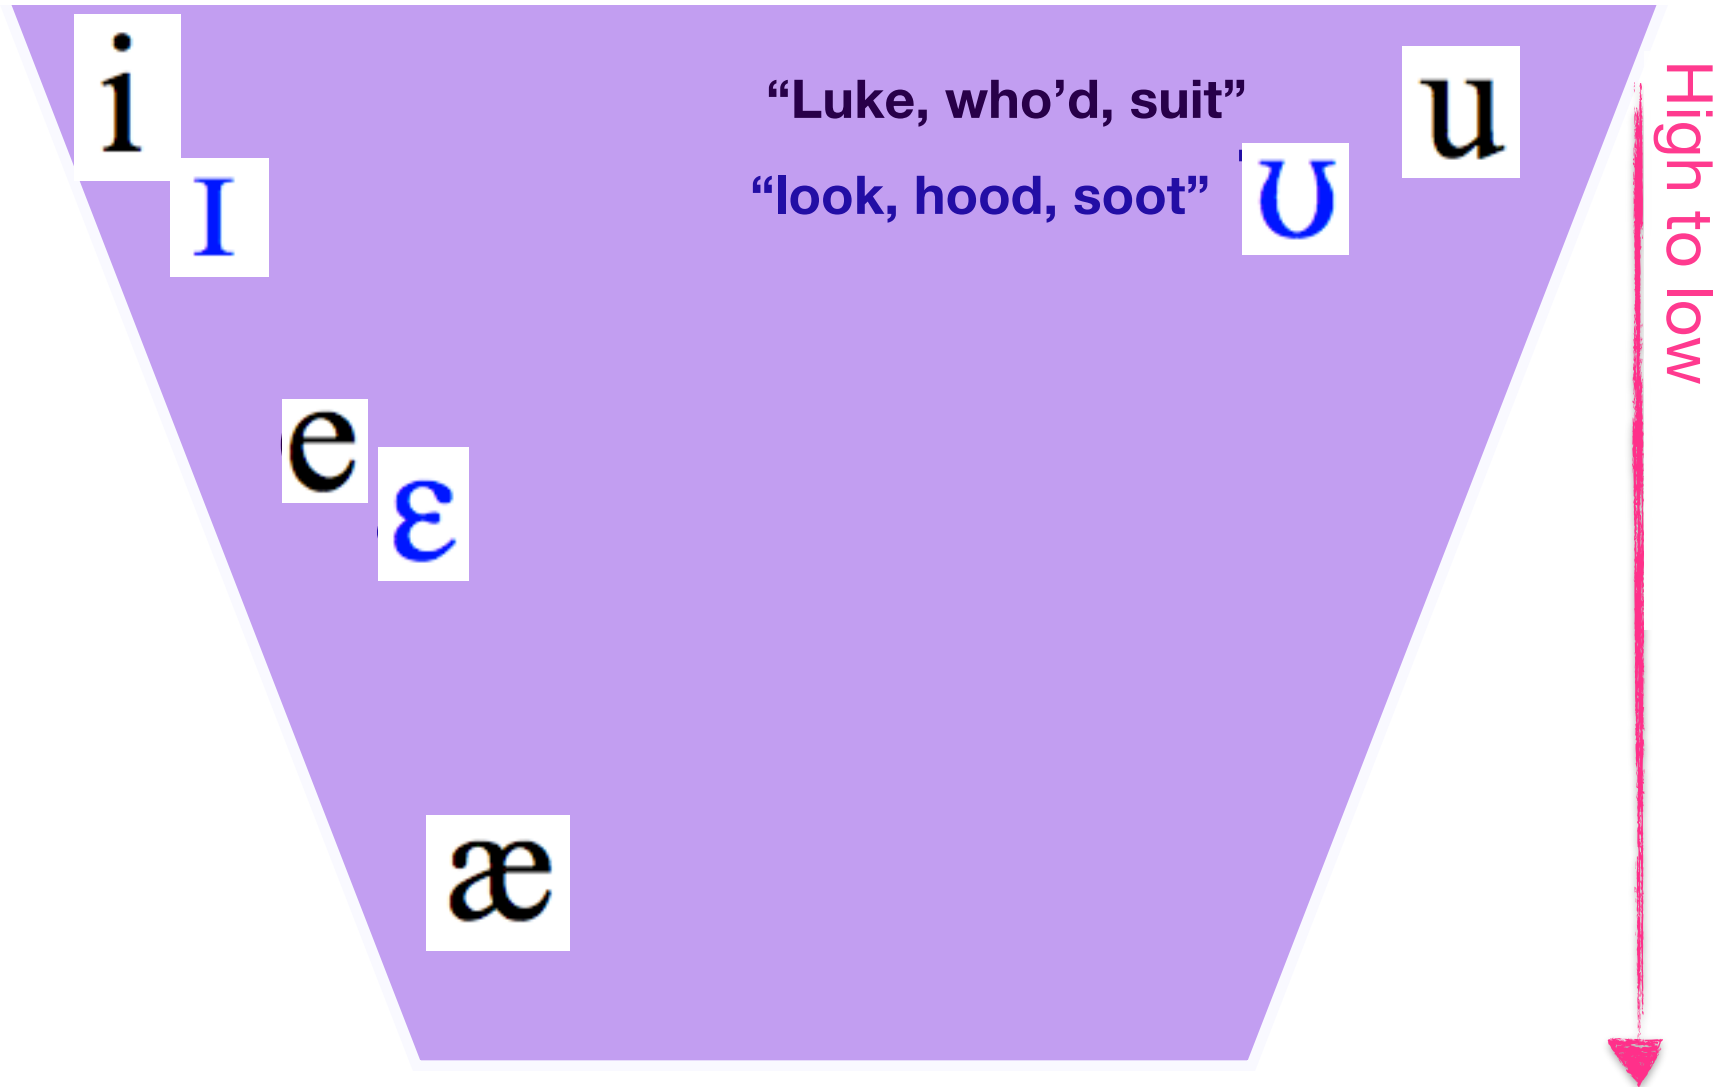 i
“Luke, who’d, suit”
u
ɪ
“look, hood, soot”
ʊ
e
ɛ
æ
High to low